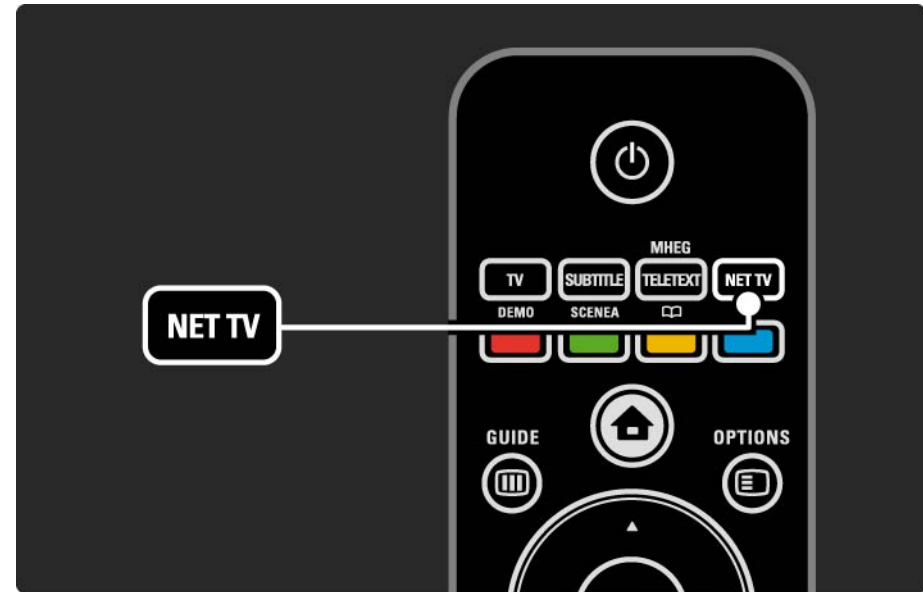 MHEG
TV SUBTITLE TELETEXT NET TV
DEMO SCENEA
NET TV
GUIDE OPTIONS